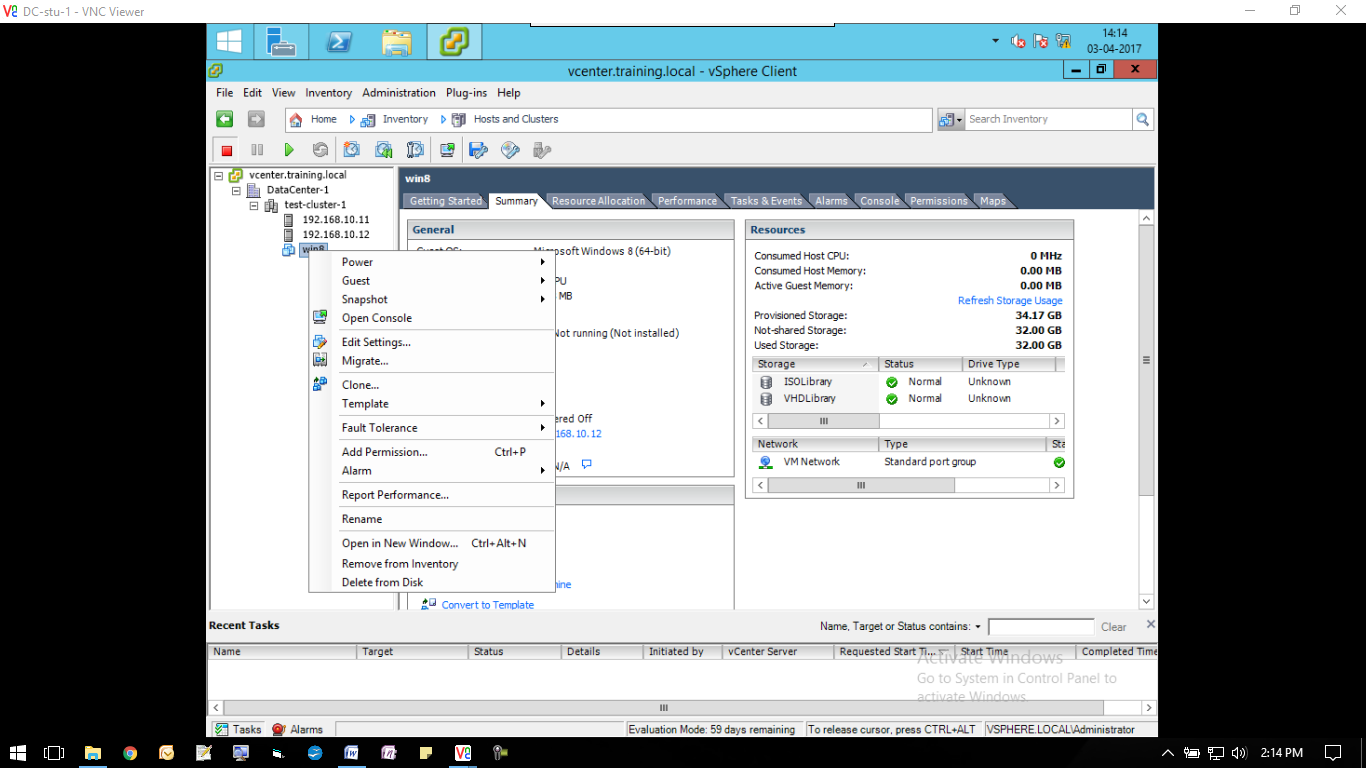 DC-stu-1 - VNC Viewer
14:14
03-04-2017
vcenter.training.local - vSphere Client
File Edit View Inventory Administration Plug-ins Help
Home Inventory Hosts and Clusters
Search Inventory
vcenter.training.local
DataCenter-1
test-cluster-1
192.168.10.11
192.168.10.12
win8
win8
Getting Started Summary Resource Allocation Performance Tasks & Events Alarms Console Permissions Maps
General
Microsoft Windows 8 (64-bit)
PU
MB
Not running (Not installed)
ered Off
168.10.12
N/A
ine
Convert to Template
Power
Guest
Snapshot
Open Console
Edit Settings...
Migrate...
Clone...
Template
Fault Tolerance
Add Permission... Ctrl+P
Alarm
Report Performance...
Rename
Open in New Window... Ctrl+Alt+N
Remove from Inventory
Delete from Disk
Resources
Consumed Host CPU: 0 MHz
Consumed Host Memory: 0.00 MB
Active Guest Memory: 0.00 MB
Refresh Storage Usage
Provisioned Storage: 34.17 GB
Not-shared Storage: 32.00 GB
Used Storage: 32.00 GB
Storage Status Drive Type
ISOLibrary Normal Unknown
VHDLibrary Normal Unknown
Network Type Sta
VM Network Standard port group
Recent Tasks
Name, Target or Status contains: Clear
Name Target Status Details Initiated by vCenter Server Requested Start Ti... Start Time Completed Time
Activate Windows
Go to System in Control Panel to
activate Windows.
Tasks Alarms Evaluation Mode: 59 days remaining To release cursor, press CTRL+ALT VSPHERE.LOCAL\Administrator
2:14 PM